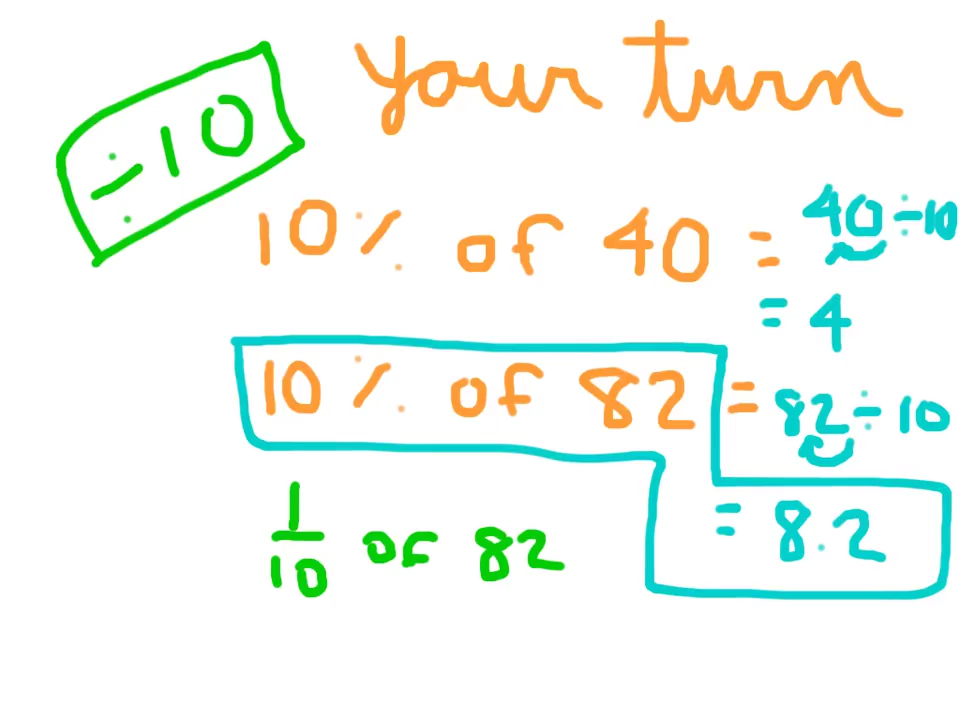 ÷10
your turn
10% of 40 = 40÷10
= 4
10% of 82 = 82÷10
= 8.2
1/10 of 82